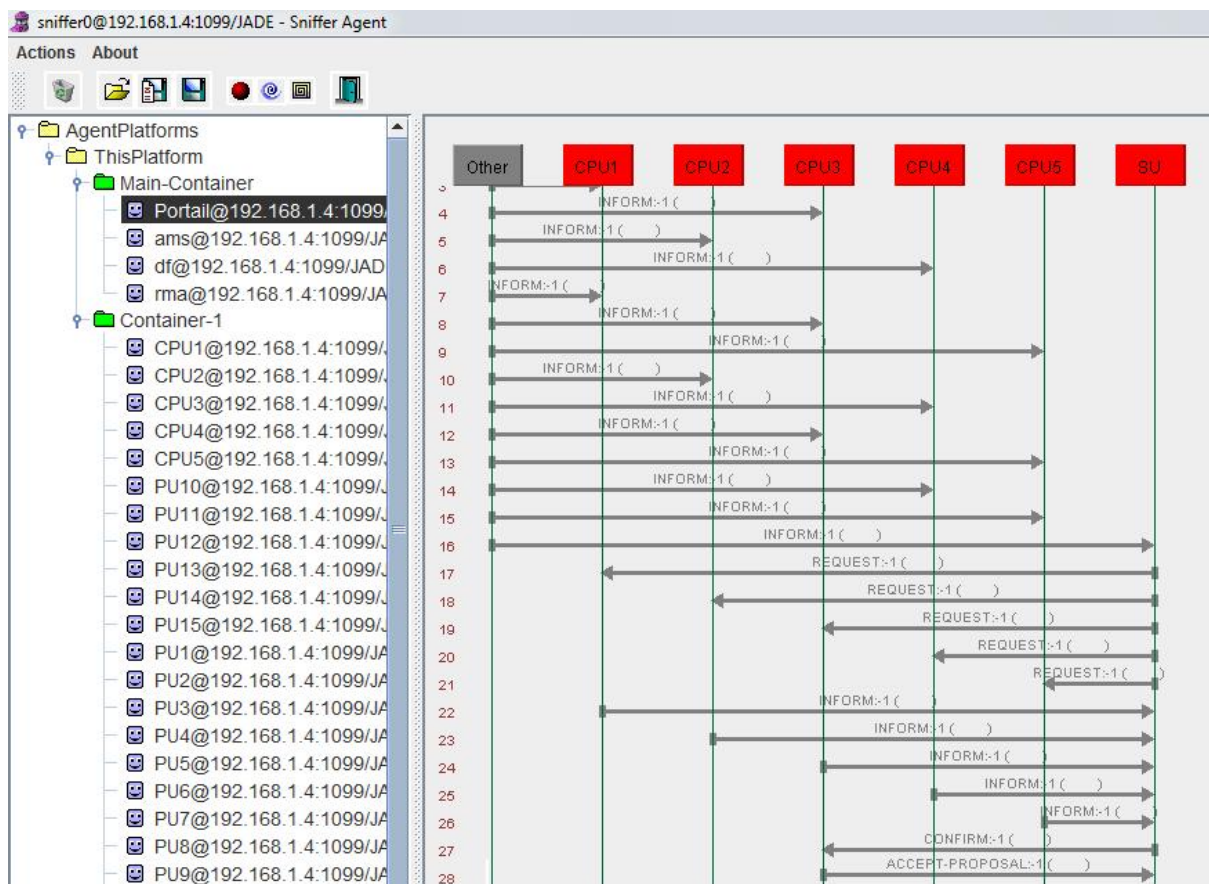 sniffer0@192.168.1.4:1099/JADE - Sniffer Agent
Actions About
AgentPlatforms
ThisPlatform
Main-Container
Portail@192.168.1.4:1099/
ams@192.168.1.4:1099/JA
df@192.168.1.4:1099/JAD
rma@192.168.1.4:1099/JA
Container-1
CPU1@192.168.1.4:1099/
CPU2@192.168.1.4:1099/
CPU3@192.168.1.4:1099/
CPU4@192.168.1.4:1099/
CPU5@192.168.1.4:1099/
PU10@192.168.1.4:1099/J
PU11@192.168.1.4:1099/J
PU12@192.168.1.4:1099/J
PU13@192.168.1.4:1099/J
PU14@192.168.1.4:1099/J
PU15@192.168.1.4:1099/J
PU1@192.168.1.4:1099/JA
PU2@192.168.1.4:1099/JA
PU3@192.168.1.4:1099/JA
PU4@192.168.1.4:1099/JA
PU5@192.168.1.4:1099/JA
PU6@192.168.1.4:1099/JA
PU7@192.168.1.4:1099/JA
PU8@192.168.1.4:1099/JA
PU9@192.168.1.4:1099/JA
Other CPU1 CPU2 CPU3 CPU4 CPU5 SU
4 INFORM:-1 ( )
5 INFORM:-1 ( )
6 INFORM:-1 ( )
7 INFORM:-1 ( )
8 INFORM:-1 ( )
9 INFORM:-1 ( )
10 INFORM:-1 ( )
11 INFORM:-1 ( )
12 INFORM:-1 ( )
13 INFORM:-1 ( )
14 INFORM:-1 ( )
15 INFORM:-1 ( )
16 INFORM:-1 ( )
17 REQUEST:-1 ( )
18 REQUEST:-1 ( )
19 REQUEST:-1 ( )
20 REQUEST:-1 ( )
21 REQUEST:-1 ( )
22 INFORM:-1 ( )
23 INFORM:-1 ( )
24 INFORM:-1 ( )
25 INFORM:-1 ( )
26 INFORM:-1 ( )
27 CONFIRM:-1 ( )
28 ACCEPT-PROPOSAL:-1 ( )